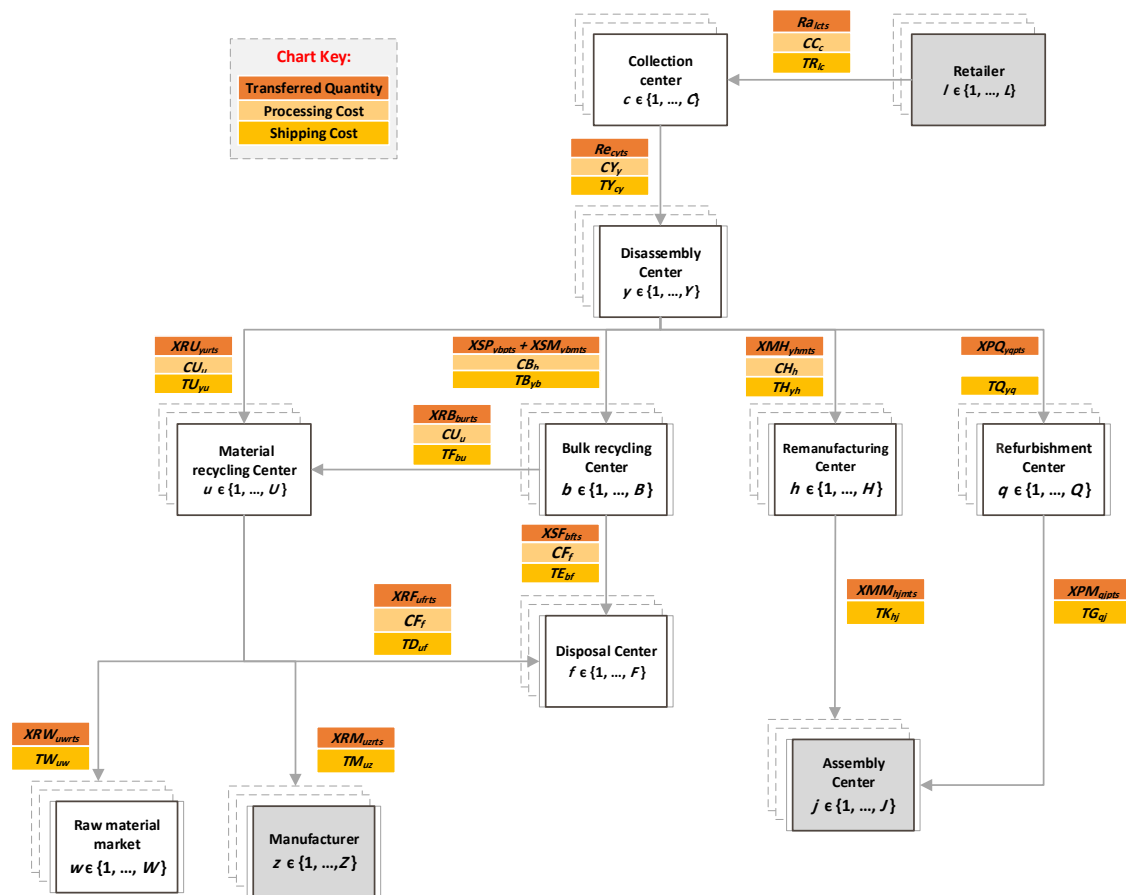 Chart Key:
Transferred Quantity
Processing Cost
Shipping Cost
Ra_lcts
CC_c
TR_lc
Collection
center
c ϵ {1, …, C}
Retailer
l ϵ {1, …, L}
Re_cyts
CY_y
TY_cy
Disassembly
Center
y ϵ {1, …,Y}
XRU_yurts
CU_u
TU_yu
XSP_ybpts + XSM_ybmts
CB_b
TB_yb
XMH_yhmts
CH_h
TH_yh
XPQ_yqpts
TQ_yq
XRB_burts
CU_u
TF_bu
Material
recycling Center
u ϵ {1, …, U}
Bulk recycling
Center
b ϵ {1, …, B}
Remanufacturing
Center
h ϵ {1, …, H}
Refurbishment
Center
q ϵ {1, …, Q}
XSF_bfts
CF_f
TE_bf
XRF_ufrts
CF_f
TD_uf
XMM_hjmts
TK_hj
XPM_qjpts
TG_qj
Disposal Center
f ϵ {1, …, F}
XRW_uwrts
TW_uw
XRM_uzrts
TM_uz
Raw material
market
w ϵ {1, …, W}
Manufacturer
z ϵ {1, …,Z}
Assembly
Center
j ϵ {1, …, J}